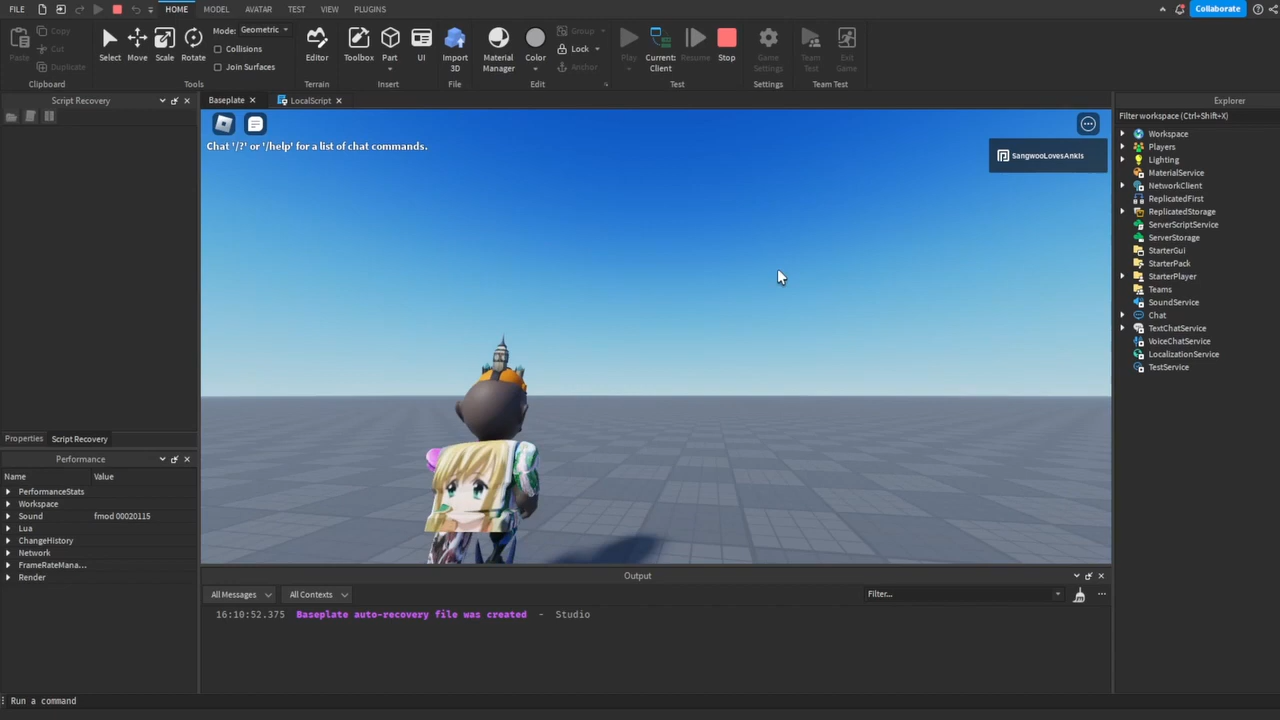 FILE MODEL AVATAR TEST VIEW PLUGINS
HOME
Collaborate
Paste
Copy
Cut
Duplicate
Clipboard
Select
Move
Scale
Rotate
Mode: Geometric
Collisions
Join Surfaces
Tools
Editor
Terrain
Toolbox
Part
UI
Insert
Import
3D
File
Material
Manager
Color
Group
Lock
Anchor
Edit
Play
Current:
Client
Resume
Stop
Test
Game
Settings
Settings
Team
Test
Exit
Game
Team Test
Script Recovery
Baseplate
LocalScript
Explorer
Filter workspace (Ctrl+Shift+X)
Chat '/?' or '/help' for a list of chat commands.
SangwooLovesAnkls
Workspace
Players
Lighting
MaterialService
NetworkClient
ReplicatedFirst
ReplicatedStorage
ServerScriptService
ServerStorage
StarterGui
StarterPack
StarterPlayer
Teams
SoundService
Chat
TextChatService
VoiceChatService
LocalizationService
TestService
Properties Script Recovery
Performance
Name Value
PerformanceStats
Workspace
Sound fmod 00020115
Lua
ChangeHistory
Network
FrameRateMana...
Render
Output
All Messages
All Contexts
Filter...
16:10:52.375 Baseplate auto-recovery file was created - Studio
Run a command